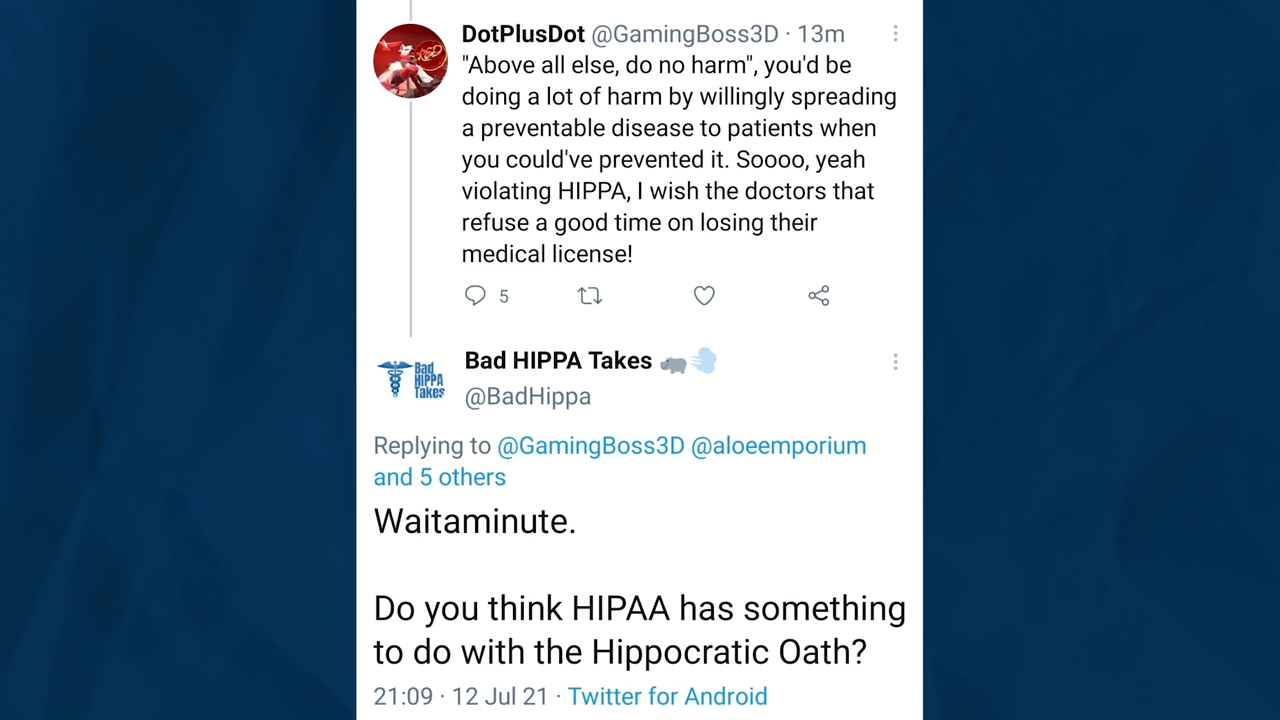 DotPlusDot @GamingBoss3D · 13m
"Above all else, do no harm", you'd be
doing a lot of harm by willingly spreading
a preventable disease to patients when
you could've prevented it. Soooo, yeah
violating HIPPA, I wish the doctors that
refuse a good time on losing their
medical license!
5
Bad HIPPA Takes 🦛💨
Bad
HIPPA
Takes
@BadHippa
Replying to @GamingBoss3D @aloeemporium
and 5 others
Waitaminute.
Do you think HIPAA has something
to do with the Hippocratic Oath?
21:09 · 12 Jul 21 · Twitter for Android